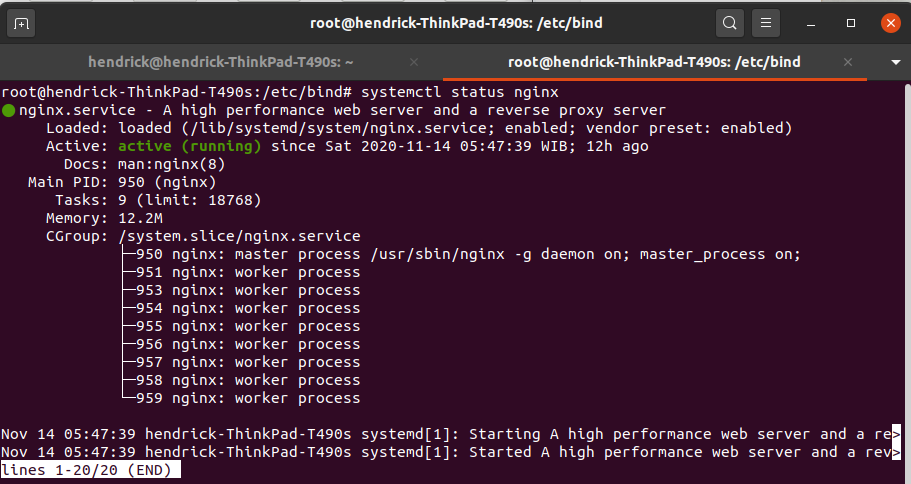 root@hendrick-ThinkPad-T490s: /etc/bind
hendrick@hendrick-ThinkPad-T490s: ~
root@hendrick-ThinkPad-T490s: /etc/bind
root@hendrick-ThinkPad-T490s:/etc/bind# systemctl status nginx
● nginx.service - A high performance web server and a reverse proxy server
Loaded: loaded (/lib/systemd/system/nginx.service; enabled; vendor preset: enabled)
Active: active (running) since Sat 2020-11-14 05:47:39 WIB; 12h ago
Docs: man:nginx(8)
Main PID: 950 (nginx)
Tasks: 9 (limit: 18768)
Memory: 12.2M
CGroup: /system.slice/nginx.service
├─950 nginx: master process /usr/sbin/nginx -g daemon on; master_process on;
├─951 nginx: worker process
├─953 nginx: worker process
├─954 nginx: worker process
├─955 nginx: worker process
├─956 nginx: worker process
├─957 nginx: worker process
├─958 nginx: worker process
└─959 nginx: worker process
Nov 14 05:47:39 hendrick-ThinkPad-T490s systemd[1]: Starting A high performance web server and a re>
Nov 14 05:47:39 hendrick-ThinkPad-T490s systemd[1]: Started A high performance web server and a rev>
lines 1-20/20 (END)